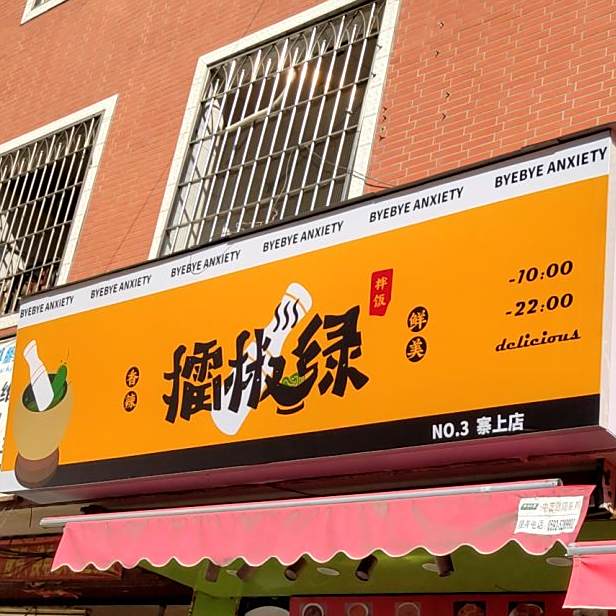 BYEBYE ANXIETY BYEBYE ANXIETY BYEBYE ANXIETY BYEBYE ANXIETY BYEBYE ANXIETY BYEBYE ANXIETY
香辣
擂椒绿
拌饭
鲜美
-10:00
-22:00
delicious
NO.3 寨上店